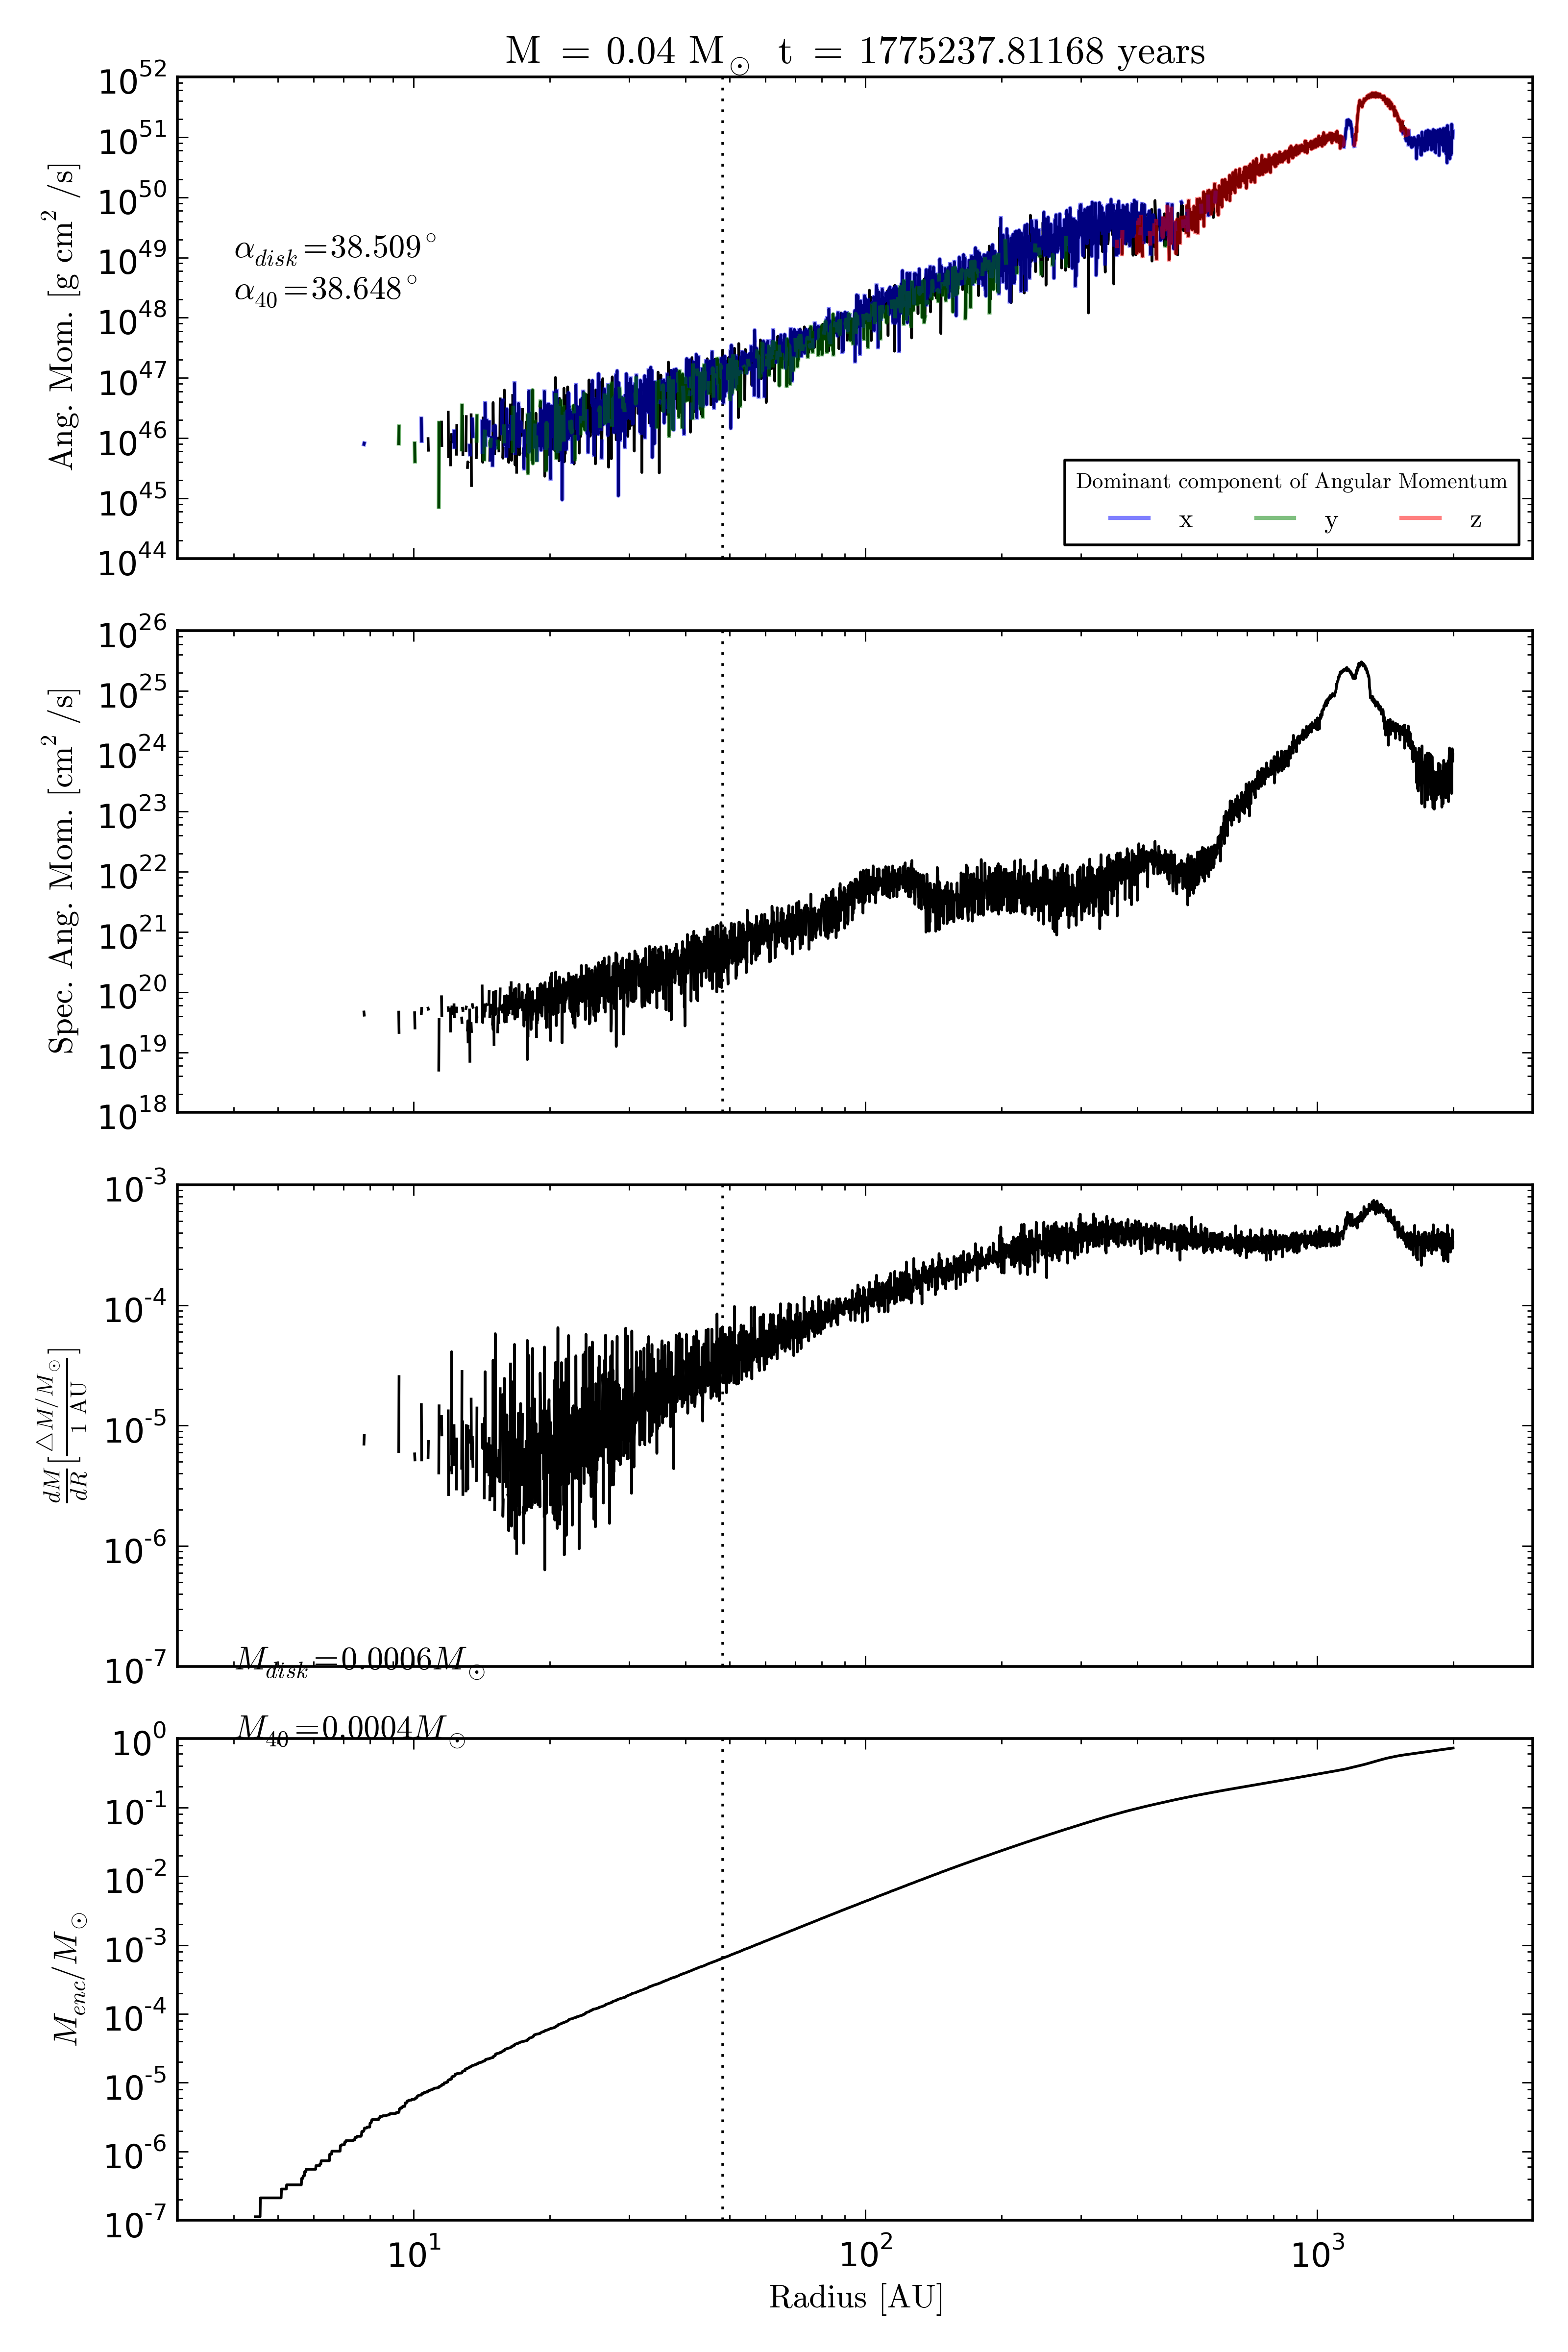 M = 0.04 M⊙ t = 1775237.81168 years
10^52
10^51
10^50
10^49
10^48
10^47
10^46
10^45
10^44
Ang. Mom. [g cm^2 /s]
α_disk=38.509°
α_40=38.648°
Dominant component of Angular Momentum
x y z
10^26
10^25
10^24
10^23
10^22
10^21
10^20
10^19
10^18
Spec. Ang. Mom. [cm^2 /s]
10^-3
10^-4
10^-5
10^-6
10^-7
dM/dR [△M/M⊙ / 1 AU]
M_disk=0.0006M⊙
M_40=0.0004M⊙
10^0
10^-1
10^-2
10^-3
10^-4
10^-5
10^-6
10^-7
M_enc/M⊙
10^1 10^2 10^3
Radius [AU]